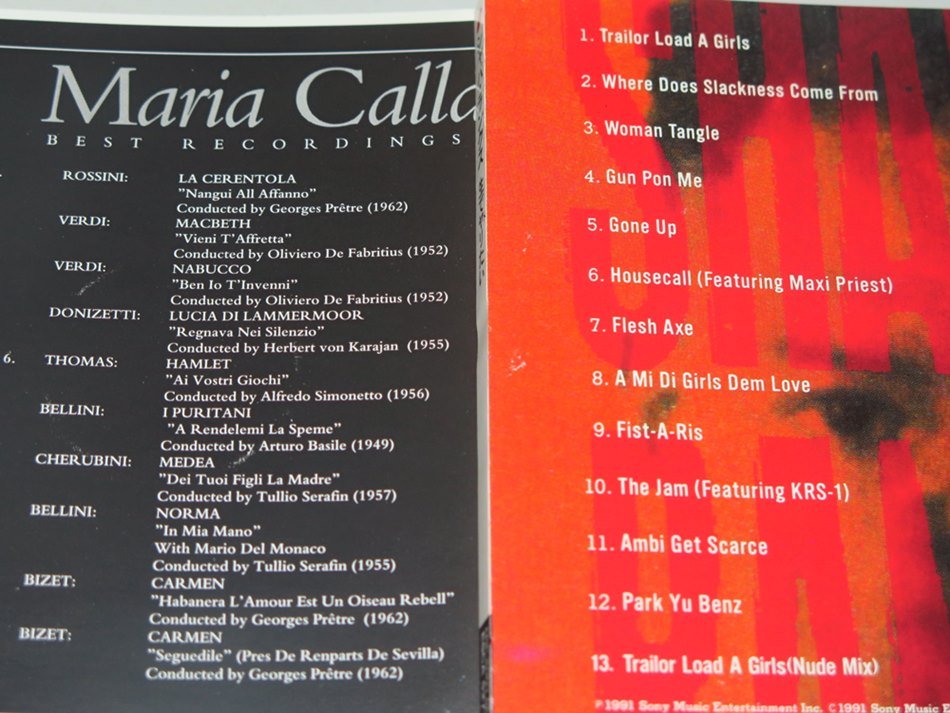 Maria Calla
BEST RECORDINGS
ROSSINI: LA CERENTOLA
"Nangui All Affanno"
Conducted by Georges Prêtre (1962)
VERDI: MACBETH
"Vieni T'Affretta"
Conducted by Oliviero De Fabritius (1952)
VERDI: NABUCCO
"Ben Io T'Invenni"
Conducted by Oliviero De Fabritius (1952)
DONIZETTI: LUCIA DI LAMMERMOOR
"Regnava Nei Silenzio"
Conducted by Herbert von Karajan (1955)
6. THOMAS: HAMLET
"Ai Vostri Giochi"
Conducted by Alfredo Simonetto (1956)
BELLINI: I PURITANI
"A Rendelemi La Speme"
Conducted by Arturo Basile (1949)
CHERUBINI: MEDEA
"Dei Tuoi Figli La Madre"
Conducted by Tullio Serafin (1957)
BELLINI: NORMA
"In Mia Mano"
With Mario Del Monaco
Conducted by Tullio Serafin (1955)
BIZET: CARMEN
"Habanera L'Amour Est Un Oiseau Rebell"
Conducted by Georges Prêtre (1962)
BIZET: CARMEN
"Seguedile" (Pres De Renparts De Sevilla)
Conducted by Georges Prêtre (1962)
1. Trailor Load A Girls
2. Where Does Slackness Come From
3. Woman Tangle
4. Gun Pon Me
5. Gone Up
6. Housecall (Featuring Maxi Priest)
7. Flesh Axe
8. A Mi Di Girls Dem Love
9. Fist-A-Ris
10. The Jam (Featuring KRS-1)
11. Ambi Get Scarce
12. Park Yu Benz
13. Trailor Load A Girls(Nude Mix)
℗1991 Sony Music Entertainment Inc. ©1991 Sony Music E